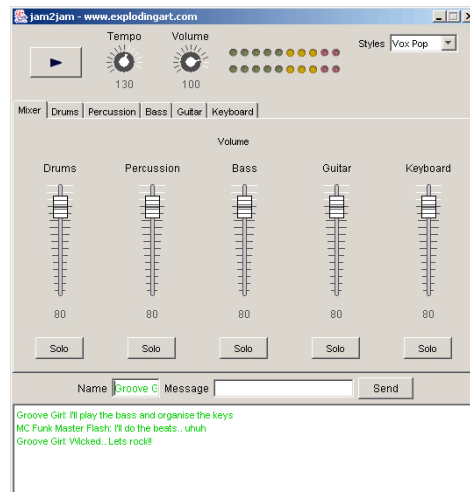 jam2jam - www.explodingart.com
Tempo Volume
Styles Vox Pop
130 100
Mixer Drums Percussion Bass Guitar Keyboard
Volume
Drums Percussion Bass Guitar Keyboard
80 80 80 80 80
Solo Solo Solo Solo Solo
Name Groove G Message Send
Groove Girl: I'll play the bass and organise the keys
MC Funk Master Flash: I'll do the beats.. uhuh
Groove Girl: Wicked.. Lets rock!!